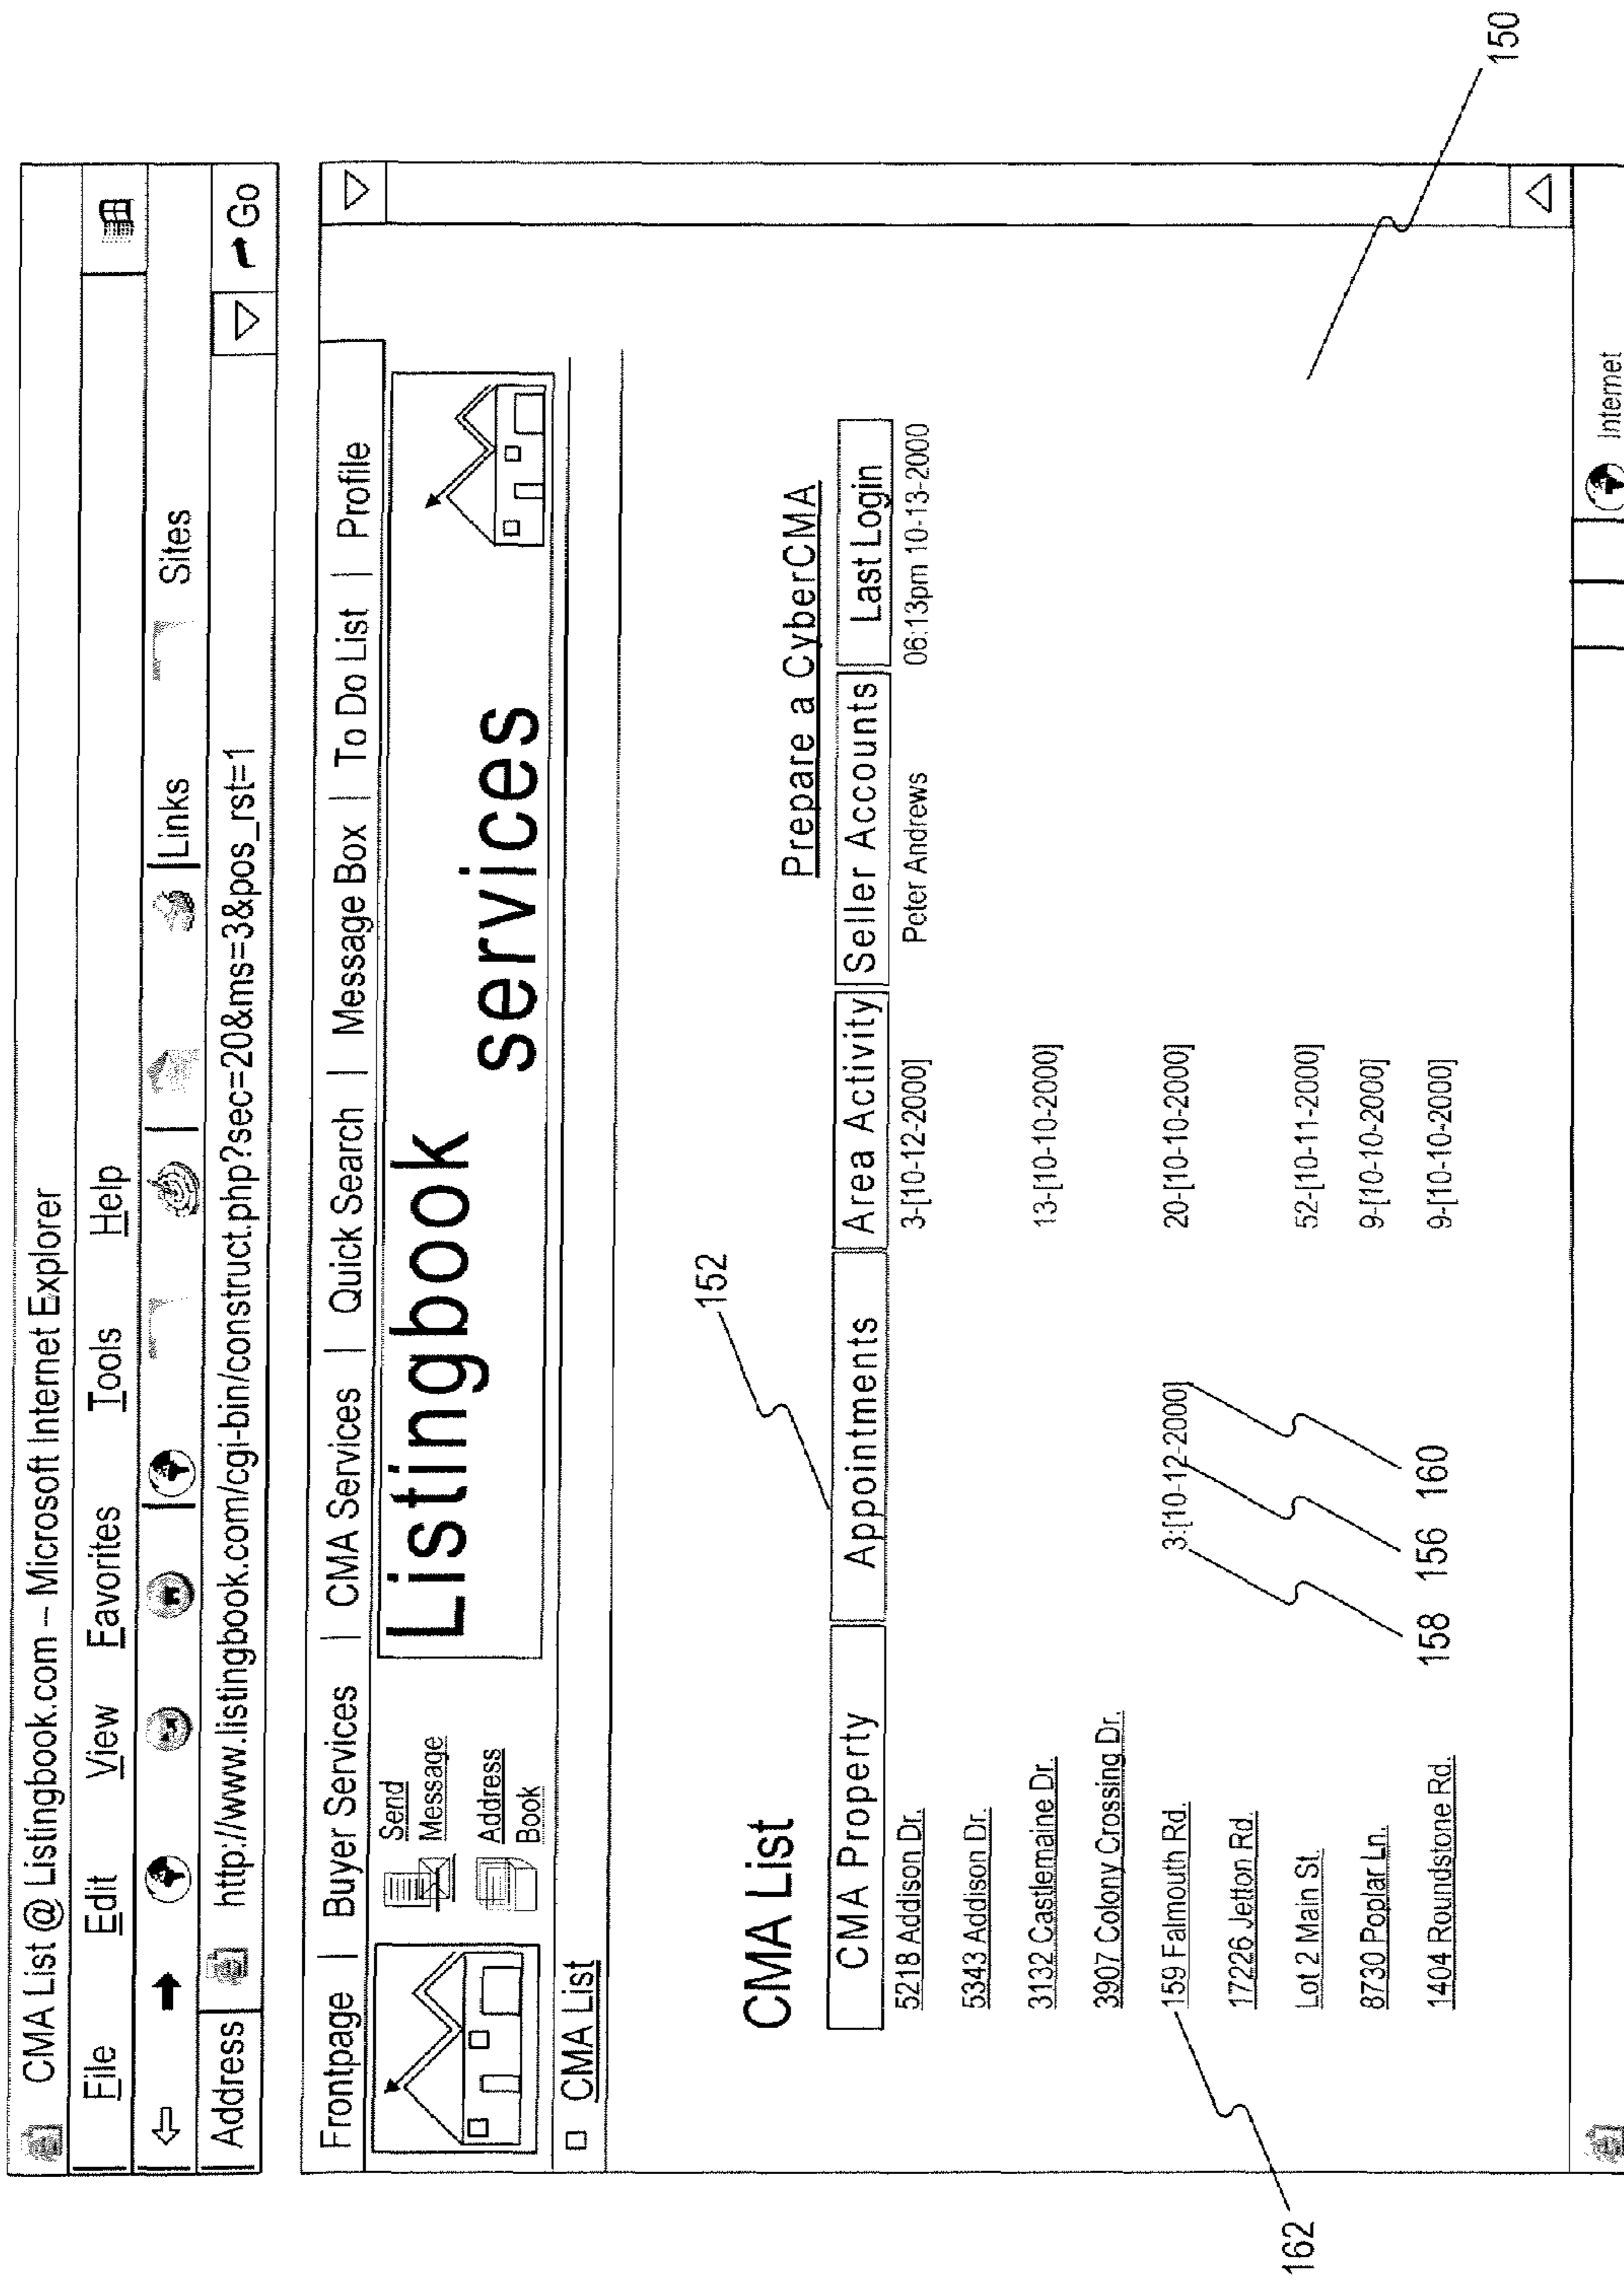 CMA List @ Listingbook.com – Microsoft Internet Explorer
File Edit View Favorites Tools Help
Links Sites
Address http://www.listingbook.com/cgi-bin/construct.php?sec=20&ms=3&pos_rst=1 Go
Frontpage | Buyer Services | CMA Services | Quick Search | Message Box | To Do List | Profile
Send
Message
Address
Book
Listingbook
services
CMA List
152
CMA List
Prepare a CyberCMA
CMA Property Appointments Area Activity Seller Accounts Last Login
5218 Addison Dr. 3-[10-12-2000] Peter Andrews 06:13pm 10-13-2000
5343 Addison Dr.
3132 Castlemaine Dr. 13-[10-10-2000]
3907 Colony Crossing Dr.
159 Falmouth Rd. 3:[10-12-2000] 20-[10-10-2000]
17226 Jetton Rd.
Lot 2 Main St. 52-[10-11-2000]
8730 Poplar Ln. 9-[10-10-2000]
1404 Roundstone Rd. 9-[10-10-2000]
162
158 156 160
150
Internet